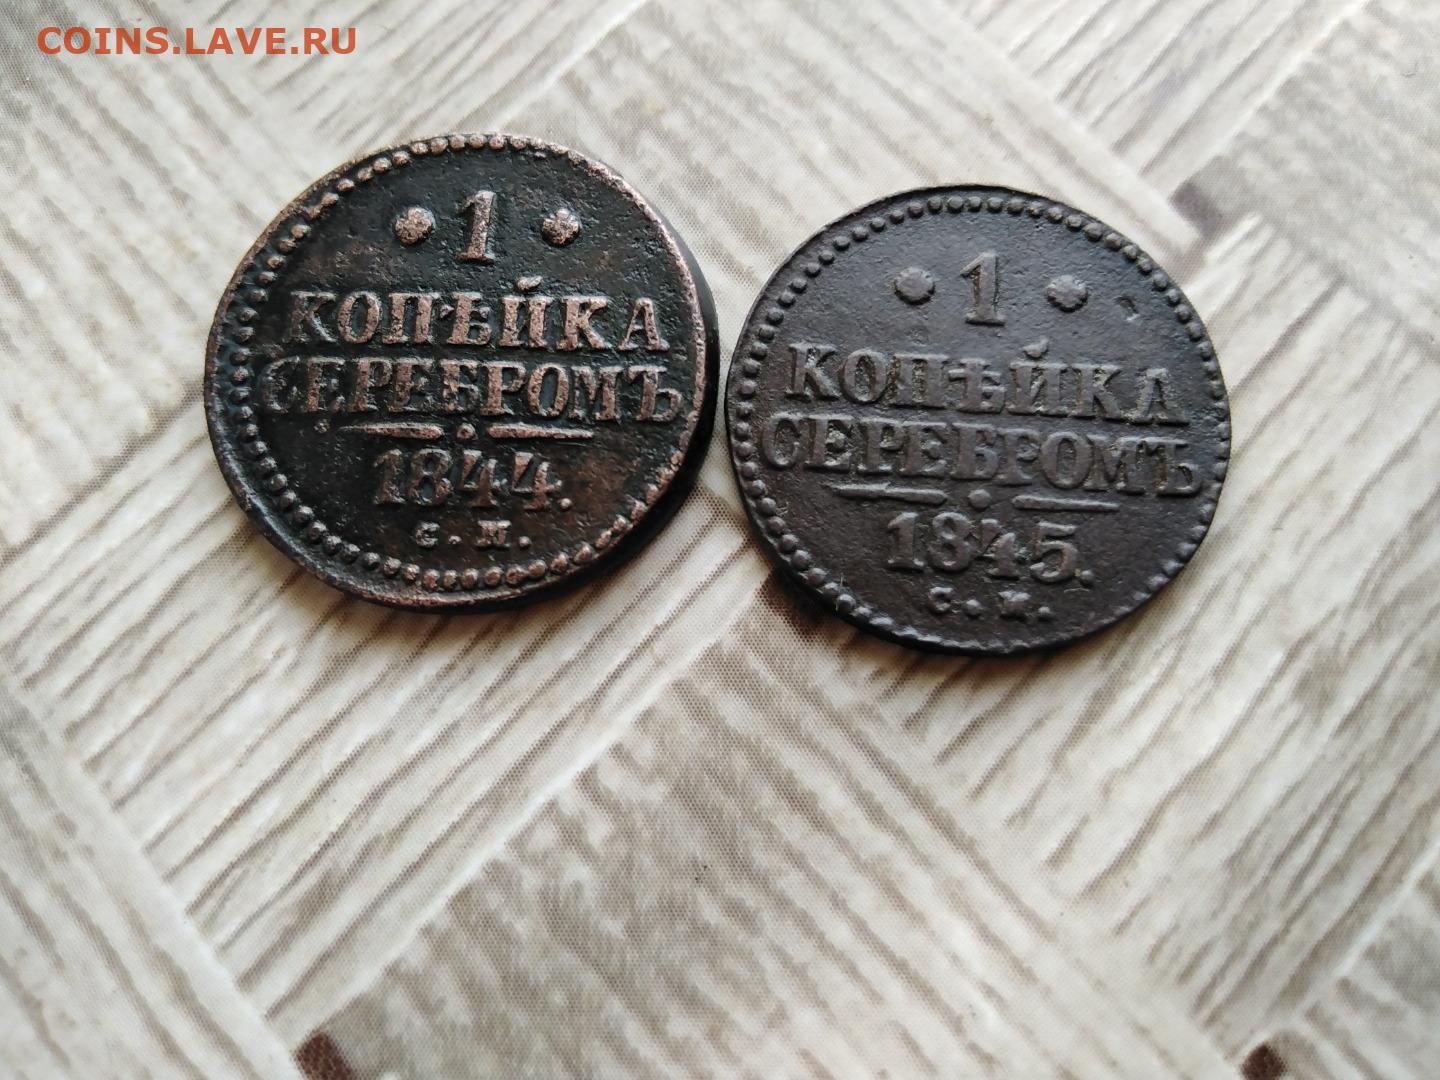 COINS.LAVE.RU
1
КОПѢЙКА
СЕРЕБРОМЪ
1844.
С.М.
1
КОПѢЙКА
СЕРЕБРОМЪ
1845.
С.М.